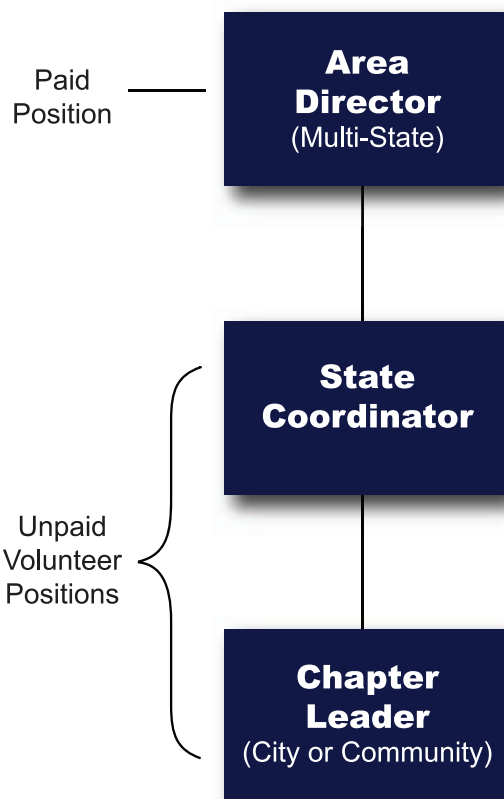 Paid
Position
Area
Director
(Multi-State)
State
Coordinator
Unpaid
Volunteer
Positions
Chapter
Leader
(City or Community)